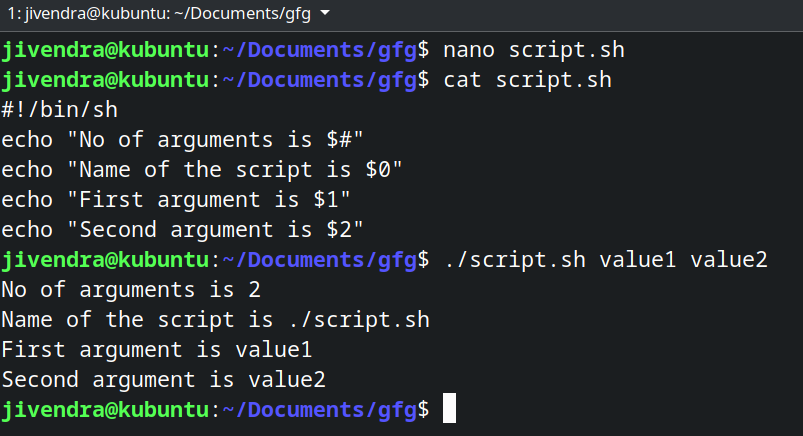 1: jivendra@kubuntu: ~/Documents/gfg
jivendra@kubuntu:~/Documents/gfg$ nano script.sh
jivendra@kubuntu:~/Documents/gfg$ cat script.sh
#!/bin/sh
echo "No of arguments is $#"
echo "Name of the script is $0"
echo "First argument is $1"
echo "Second argument is $2"
jivendra@kubuntu:~/Documents/gfg$ ./script.sh value1 value2
No of arguments is 2
Name of the script is ./script.sh
First argument is value1
Second argument is value2
jivendra@kubuntu:~/Documents/gfg$